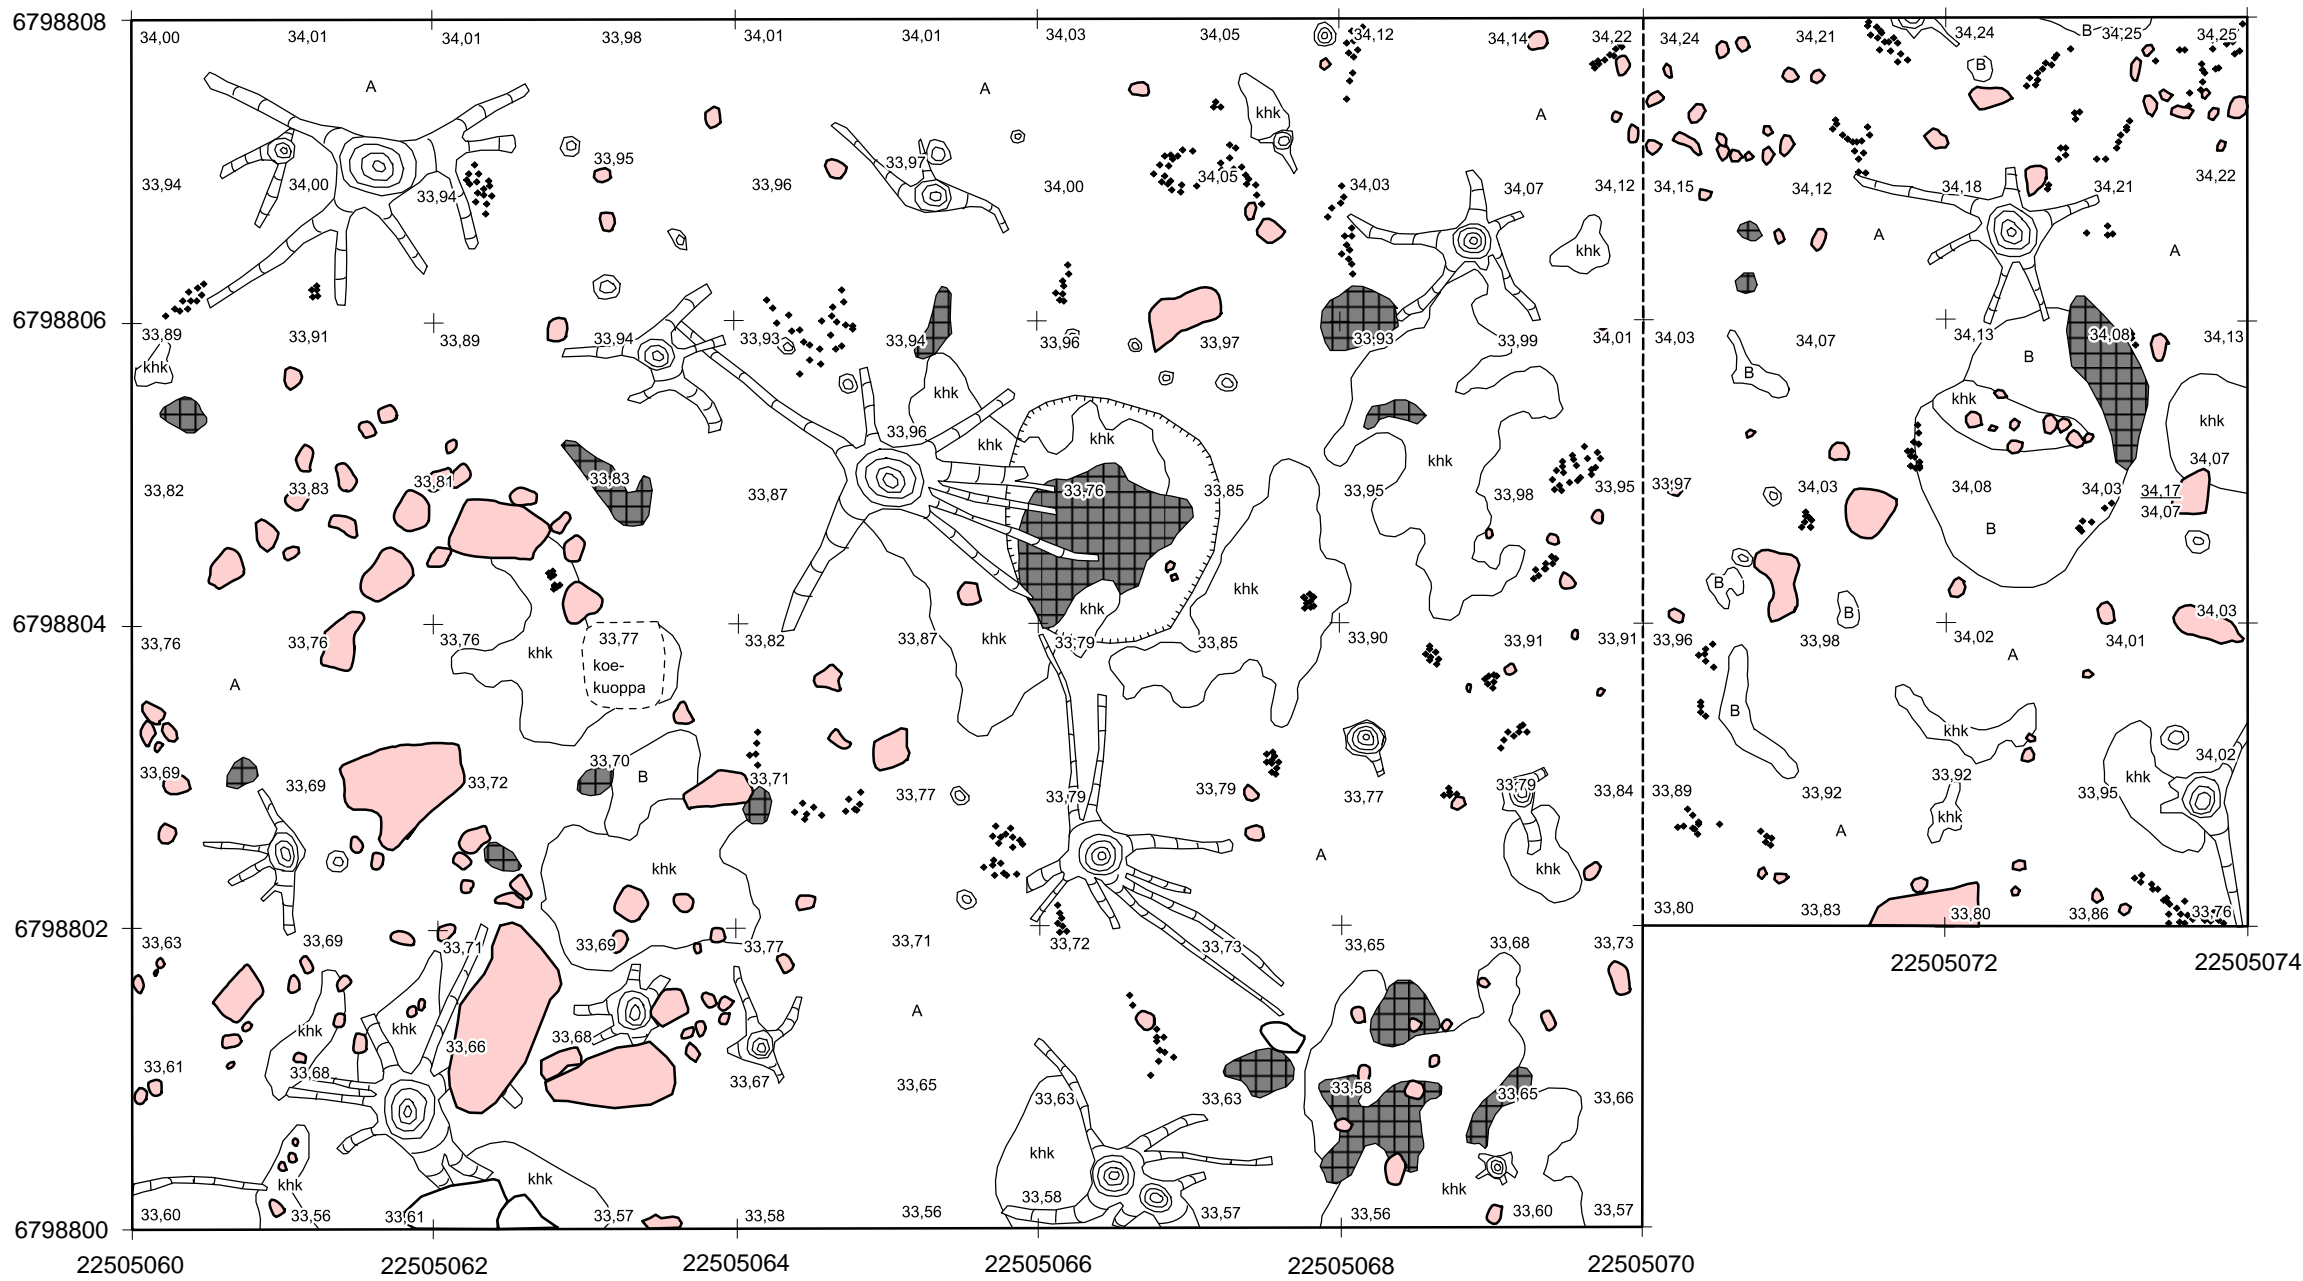 6798808
34,00 34,01 34,01 33,98 34,01 34,01 34,03 34,05 34,12 34,14 34,22 34,24 34,21 34,24 B 34,25 34,25
B
A A khk A
33,95 33,97
33,94 34,00 33,94 33,96 34,00 34,05 34,03 34,07 34,12 34,15 34,12 34,18 34,21 34,22
A A
khk
6798806
33,89 33,91 33,89 33,94 33,93 33,94 33,96 33,97 33,93 33,99 34,01 34,03 34,07 34,13 34,08 34,13
khk B B
khk khk
33,96 khk khk khk khk
34,07
33,82 33,83 33,81 33,83 33,87 33,76 33,85 33,95 33,98 33,95 33,97 34,03 34,08 34,03 34,17
34,07
B
khk B
khk B 34,03
6798804
33,76 33,76 33,76 33,77 33,82 33,87 khk 33,79 33,85 33,90 33,91 33,91 33,96 33,98 34,02 34,01
khk koe-
kuoppa
A A
B khk
34,02
33,69 33,69 33,72 33,70 B 33,71 33,77 33,79 33,79 33,77 33,79 33,84 33,89 33,92 33,92 33,95 khk
khk A
khk A khk
33,80 33,83 33,80 33,86 33,76
6798802
33,63 33,69 33,71 33,69 33,77 33,71 33,72 33,73 33,65 33,68 33,73
22505072 22505074
A
khk khk 33,68
33,66
33,61 33,68 33,67 33,65 33,63 33,63 33,58 33,65 33,66
khk
khk khk 33,58 khk
33,60 33,56 33,61 33,57 33,58 33,56 33,57 33,56 33,60 33,57
6798800
22505060 22505062 22505064 22505066 22505068 22505070